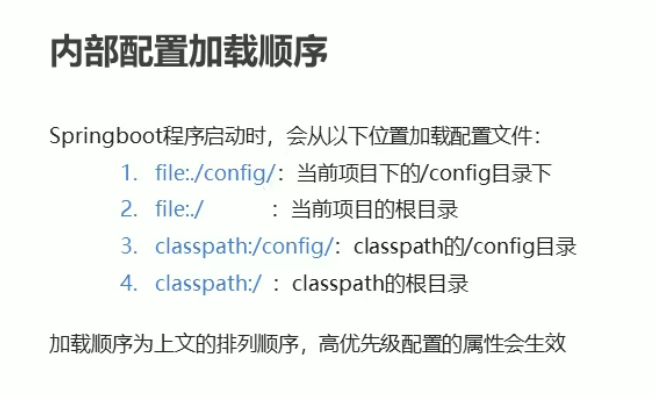 内部配置加载顺序
Springboot程序启动时，会从以下位置加载配置文件：
1. file:./config/：当前项目下的/config目录下
2. file:./ ：当前项目的根目录
3. classpath:/config/：classpath的/config目录
4. classpath:/ ：classpath的根目录
加载顺序为上文的排列顺序，高优先级配置的属性会生效